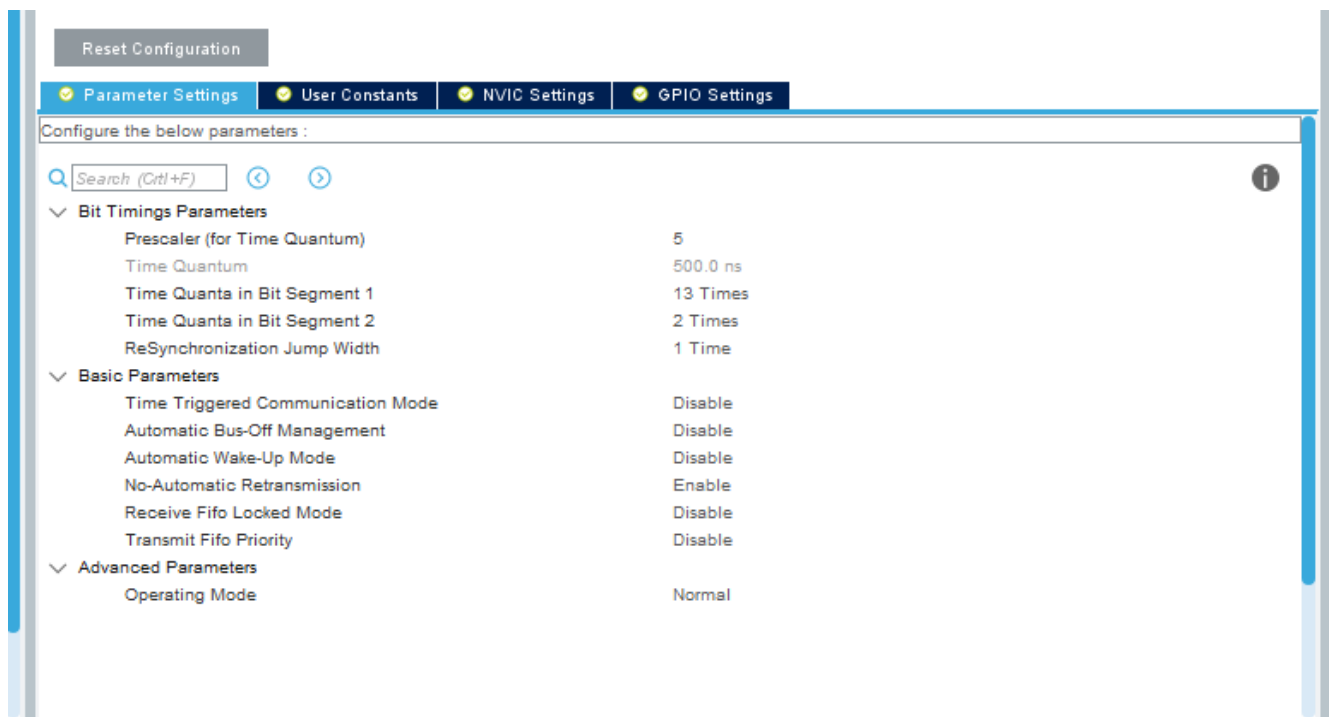 Reset Configuration
Parameter Settings User Constants NVIC Settings GPIO Settings
Configure the below parameters :
Search (Crtl+F)
Bit Timings Parameters
Prescaler (for Time Quantum) 5
Time Quantum 500.0 ns
Time Quanta in Bit Segment 1 13 Times
Time Quanta in Bit Segment 2 2 Times
ReSynchronization Jump Width 1 Time
Basic Parameters
Time Triggered Communication Mode Disable
Automatic Bus-Off Management Disable
Automatic Wake-Up Mode Disable
No-Automatic Retransmission Enable
Receive Fifo Locked Mode Disable
Transmit Fifo Priority Disable
Advanced Parameters
Operating Mode Normal